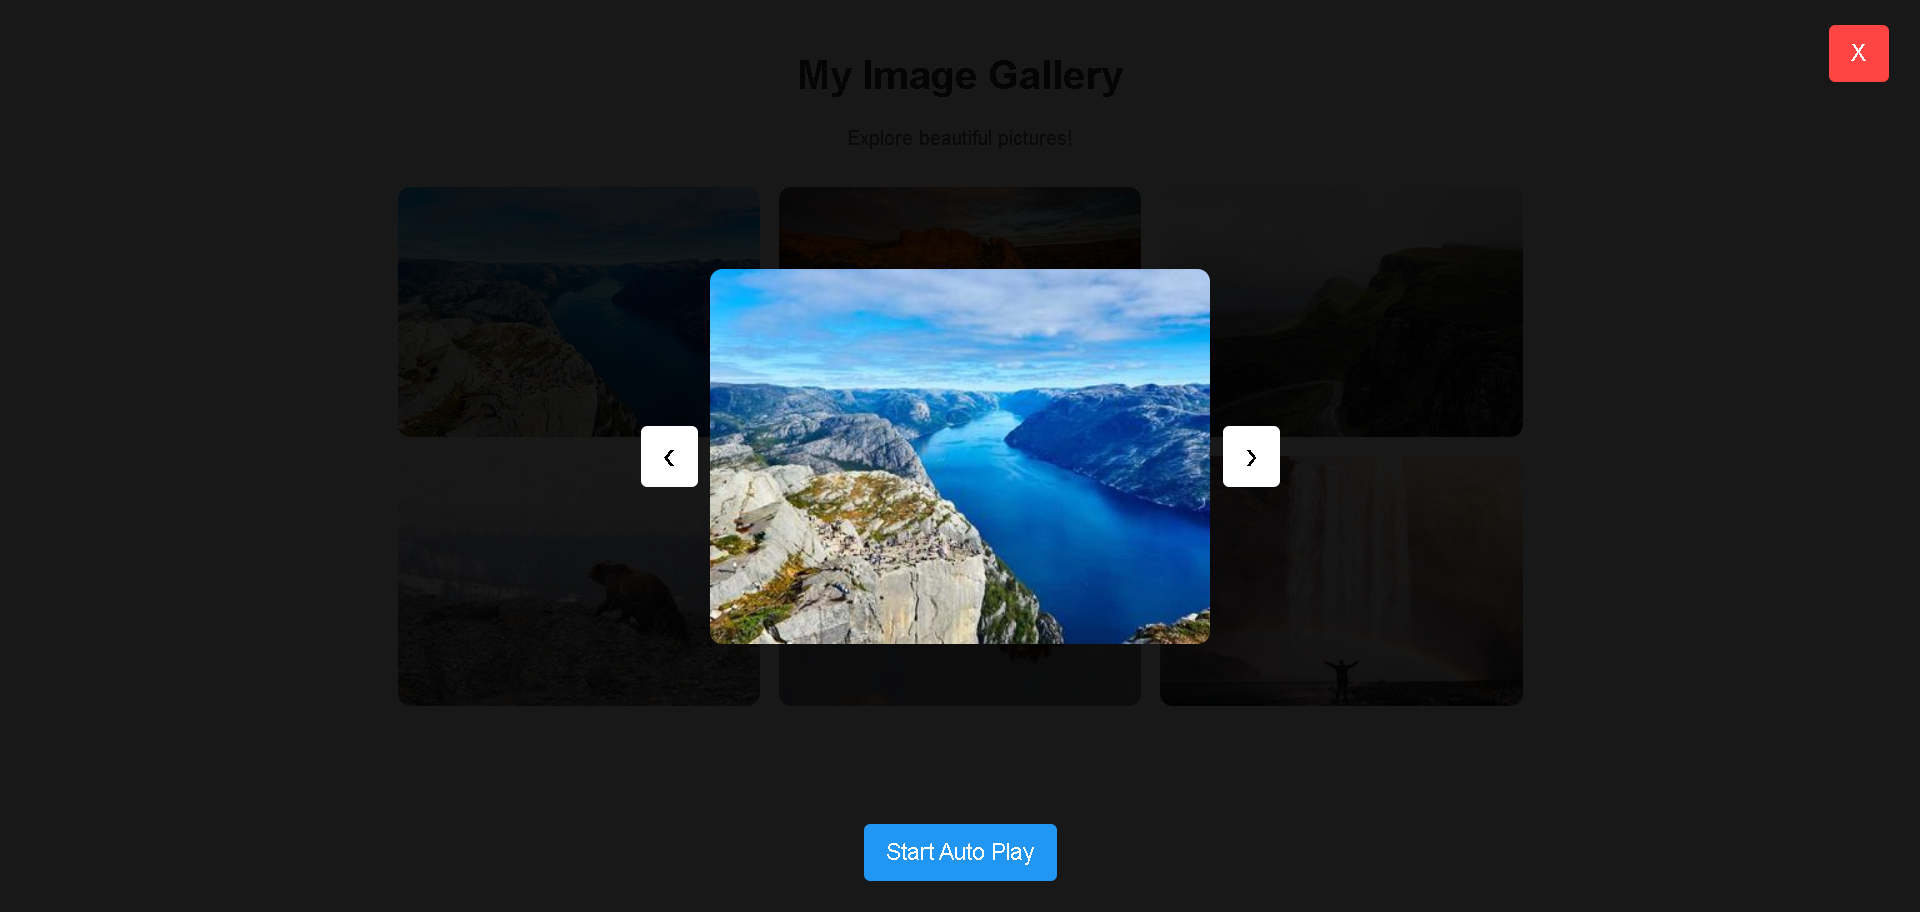 My Image Gallery
X
Explore beautiful pictures!
‹
›
Start Auto Play